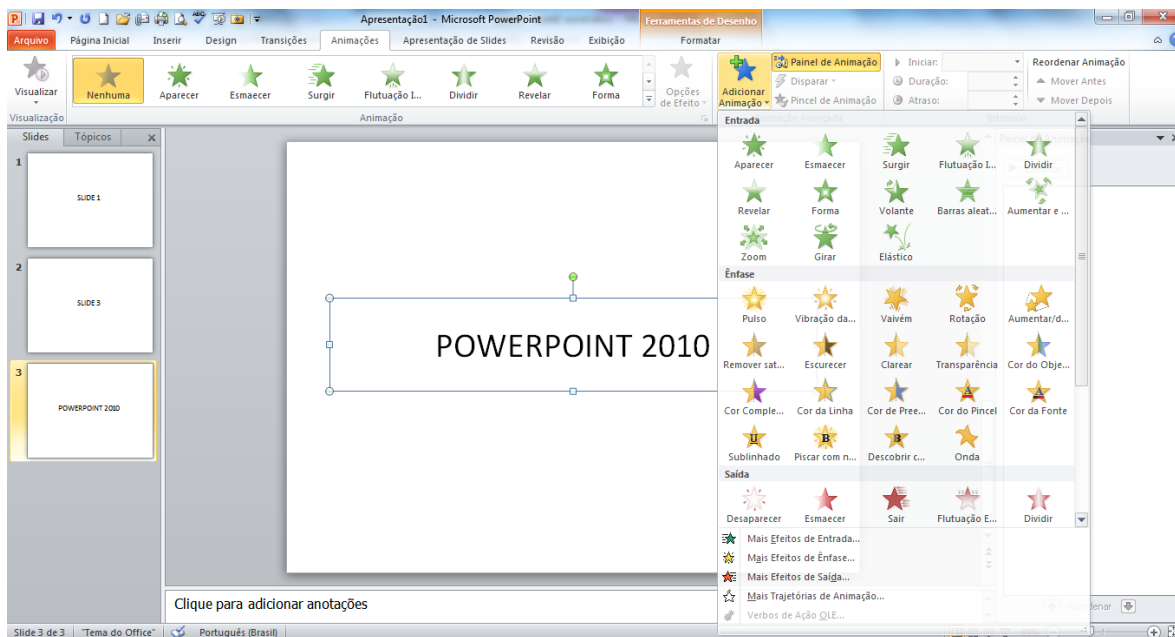 Apresentação1 - Microsoft PowerPoint
Ferramentas de Desenho
Arquivo Página Inicial Inserir Design Transições Animações Apresentação de Slides Revisão Exibição Formatar
Visualizar
Nenhuma Aparecer Esmaecer Surgir Flutuação I... Dividir Revelar Forma
Opções de Efeito
Adicionar Animação
Painel de Animação
Disparar
Pincel de Animação
Iniciar:
Duração:
Atraso:
Reordenar Animação
Mover Antes
Mover Depois
Visualização
Animação
Animação Avançada
Intervalo
Slides Tópicos
1
SLIDE 1
2
SLIDE 3
3
POWERPOINT 2010
POWERPOINT 2010
Entrada
Aparecer Esmaecer Surgir Flutuação I... Dividir
Revelar Forma Volante Barras aleat... Aumentar e ...
Zoom Girar Elástico
Ênfase
Pulso Vibração da... Vaivém Rotação Aumentar/d...
Remover sat... Escurecer Clarear Transparência Cor do Obje...
Cor Comple... Cor da Linha Cor de Pree... Cor do Pincel Cor da Fonte
Sublinhado Piscar com n... Descobrir c... Onda
Saída
Desaparecer Esmaecer Sair Flutuação E... Dividir
Mais Efeitos de Entrada...
Mais Efeitos de Ênfase...
Mais Efeitos de Saída...
Mais Trajetórias de Animação...
Verbos de Ação OLE...
Clique para adicionar anotações
Slide 3 de 3 "Tema do Office" Português (Brasil)